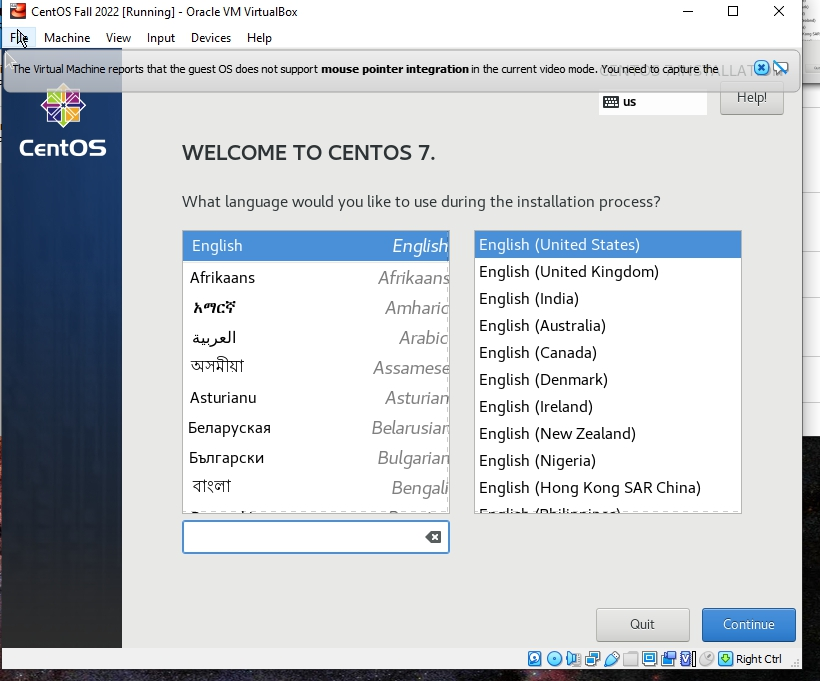 CentOS Fall 2022 [Running] - Oracle VM VirtualBox
File Machine View Input Devices Help
The Virtual Machine reports that the guest OS does not support mouse pointer integration in the current video mode. You need to capture the
us
Help!
CentOS
WELCOME TO CENTOS 7.
What language would you like to use during the installation process?
English English
Afrikaans Afrikaans
አማርኛ Amharic
العربية Arabic
অসমীয়া Assamese
Asturianu Asturian
Беларуская Belarusian
Български Bulgarian
বাংলা Bengali
English (United States)
English (United Kingdom)
English (India)
English (Australia)
English (Canada)
English (Denmark)
English (Ireland)
English (New Zealand)
English (Nigeria)
English (Hong Kong SAR China)
English (Philippines)
Quit
Continue
Right Ctrl